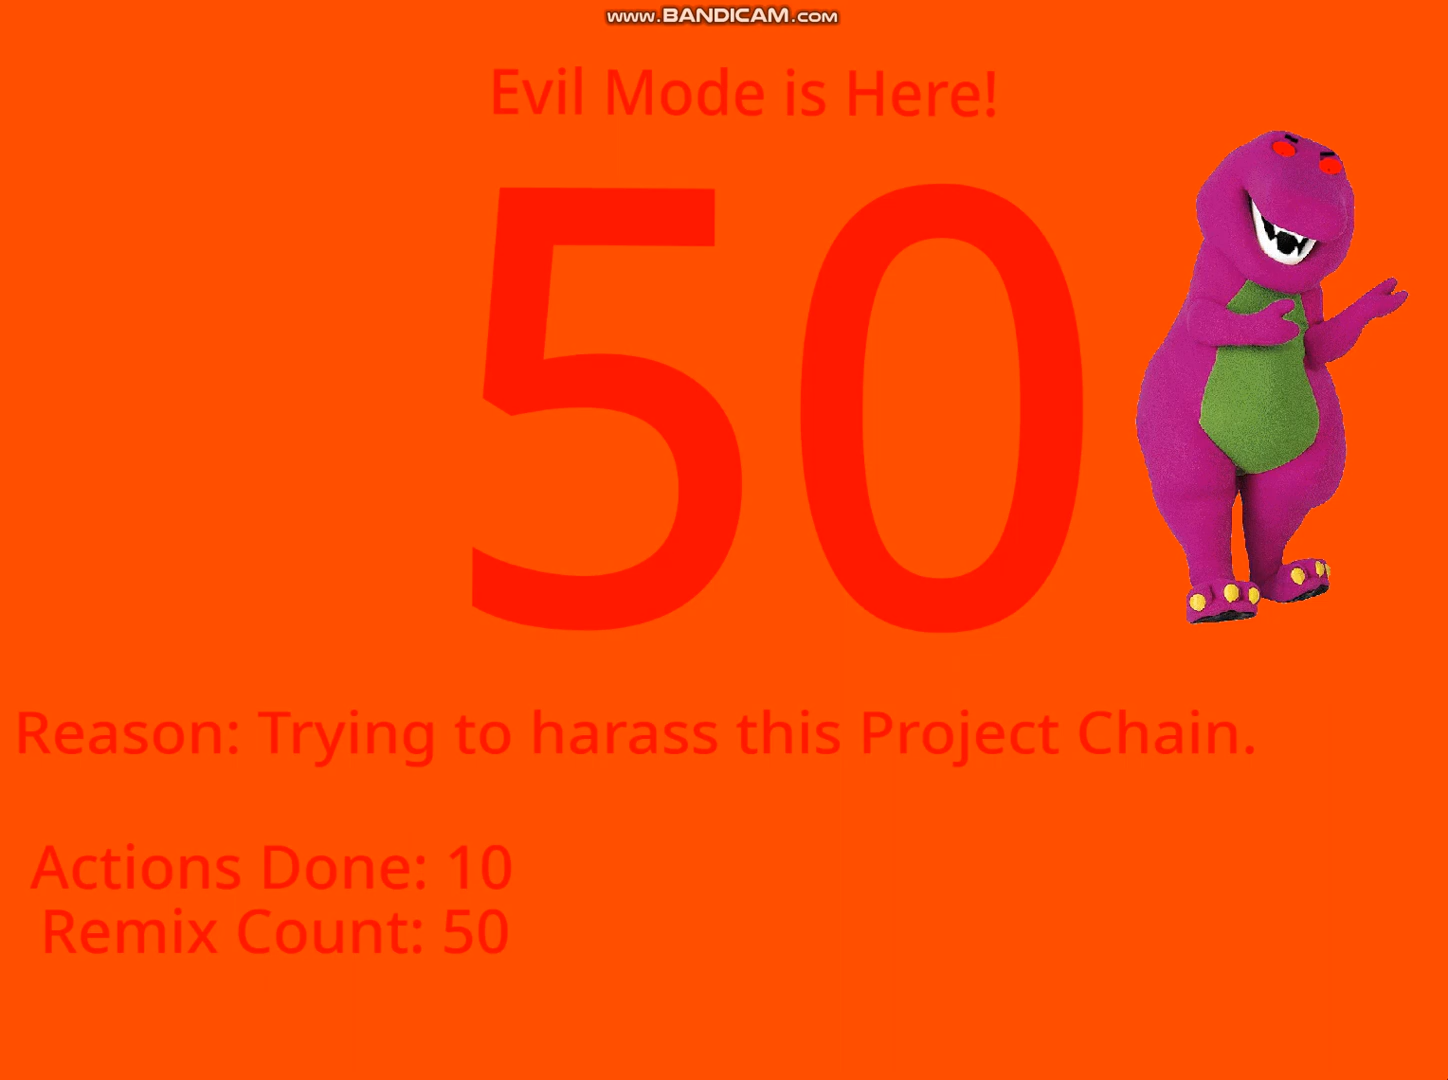 www.BANDICAM.com
Evil Mode is Here!
50
Reason: Trying to harass this Project Chain.
Actions Done: 10
Remix Count: 50